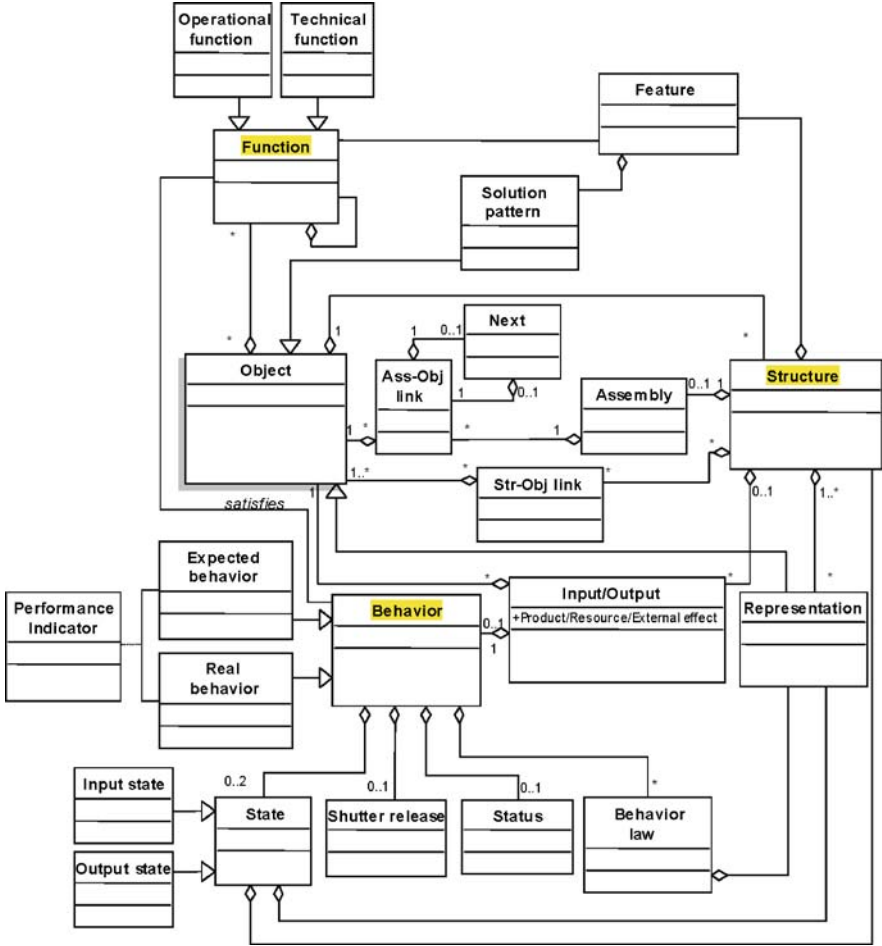 Operational
function
Technical
function
Feature
Function
Solution
pattern
*
*
1
1
0..1
Next
*
Object
Ass-Obj
link
1
0..1
Assembly
0..1
1
Structure
1
*
*
1
*
1..*
*
Str-Obj link
*
satisfies
1
0..1
1..*
Expected
behavior
*
Input/Output
*
*
Performance
Indicator
Behavior
0..1
+Product/Resource/External effect
Representation
1
Real
behavior
Input state
0..2
0..1
0..1
*
State
Shutter release
Status
Behavior
law
Output state